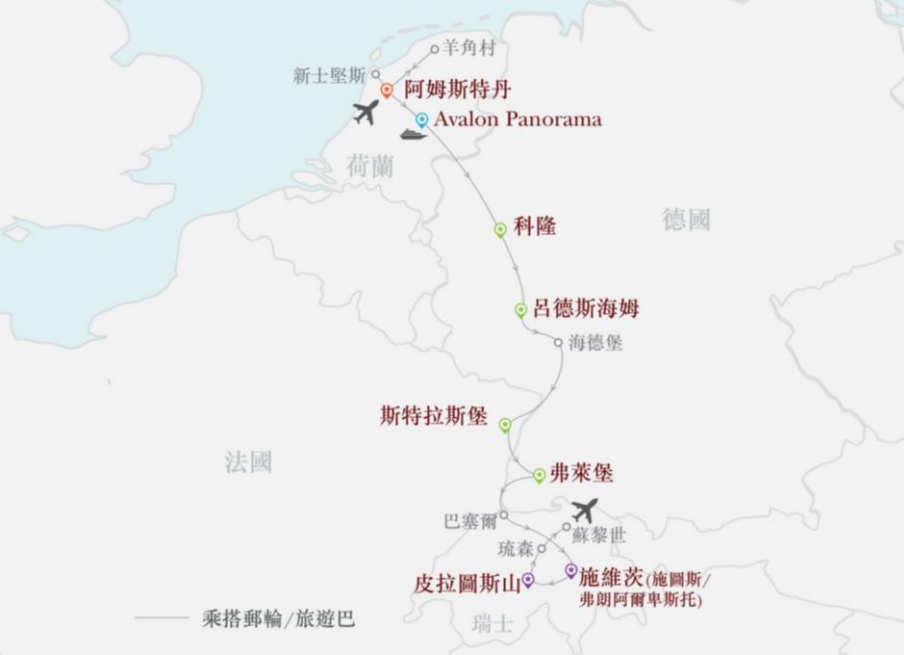 羊角村
新士堅斯
阿姆斯特丹
Avalon Panorama
荷蘭
德國
科隆
呂德斯海姆
海德堡
斯特拉斯堡
法國
弗萊堡
巴塞爾
蘇黎世
琉森
皮拉圖斯山
施維茨(施圖斯/
弗朗阿爾卑斯托)
乘搭郵輪/旅遊巴
瑞士